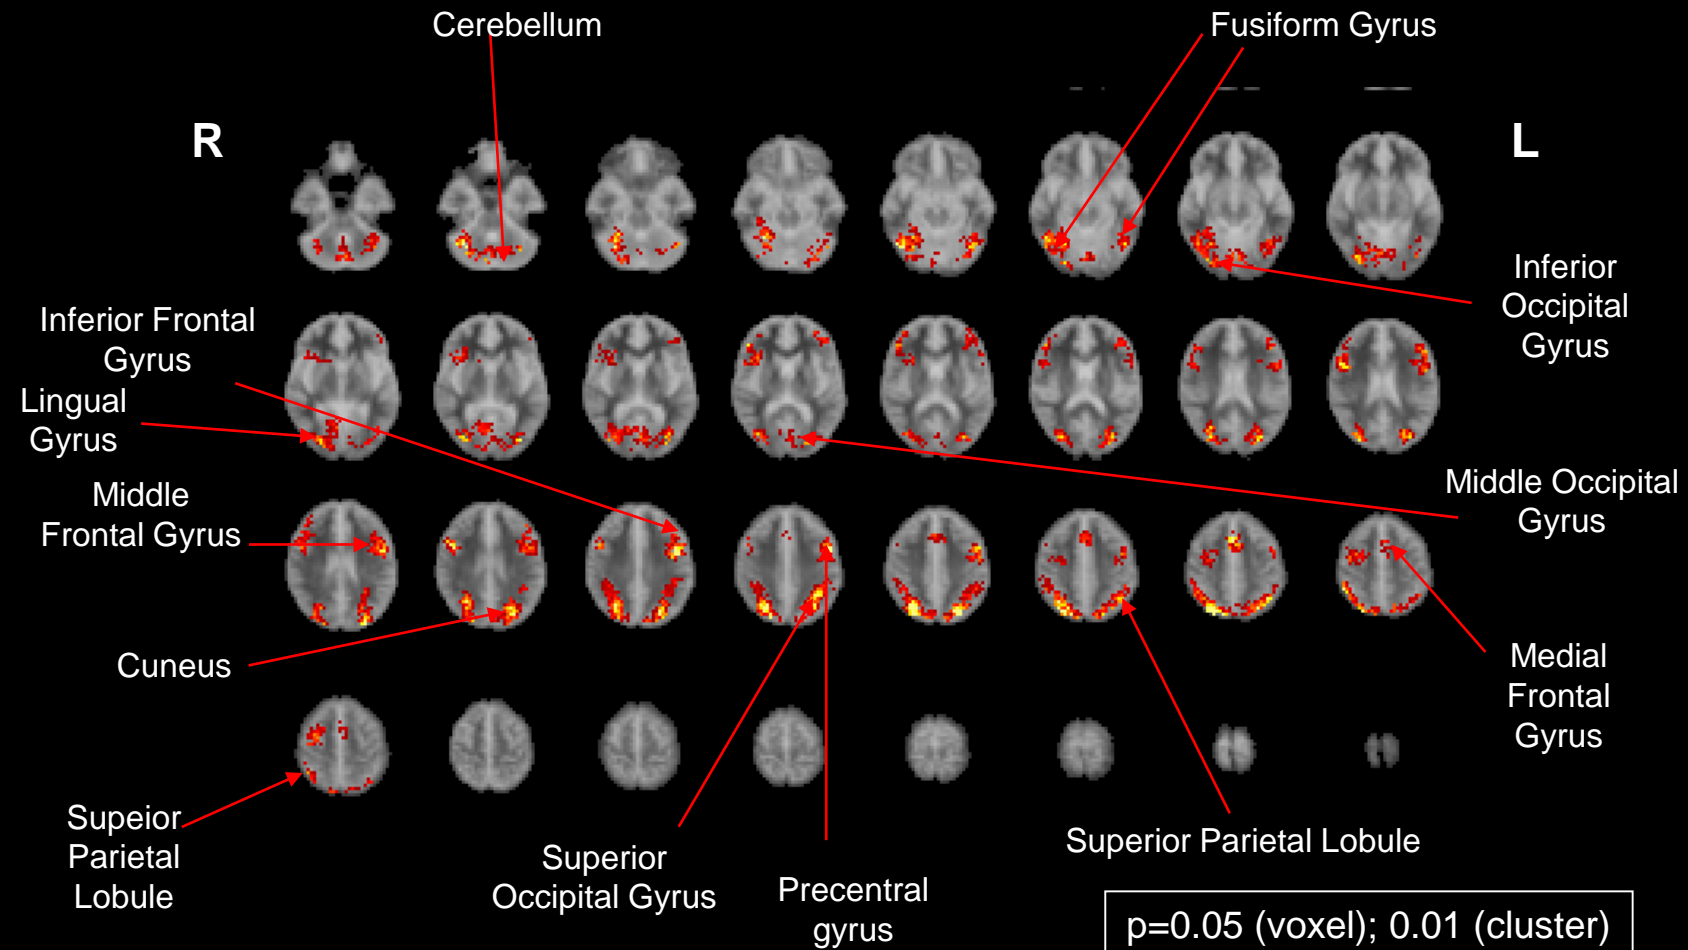 Cerebellum
Fusiform Gyrus
R
L
Inferior
Occipital
Gyrus
Inferior Frontal
Gyrus
Lingual
Gyrus
Middle
Frontal Gyrus
Middle Occipital
Gyrus
Cuneus
Medial
Frontal
Gyrus
Supeior
Parietal
Lobule
Superior
Occipital Gyrus
Precentral
gyrus
Superior Parietal Lobule
p=0.05 (voxel); 0.01 (cluster)